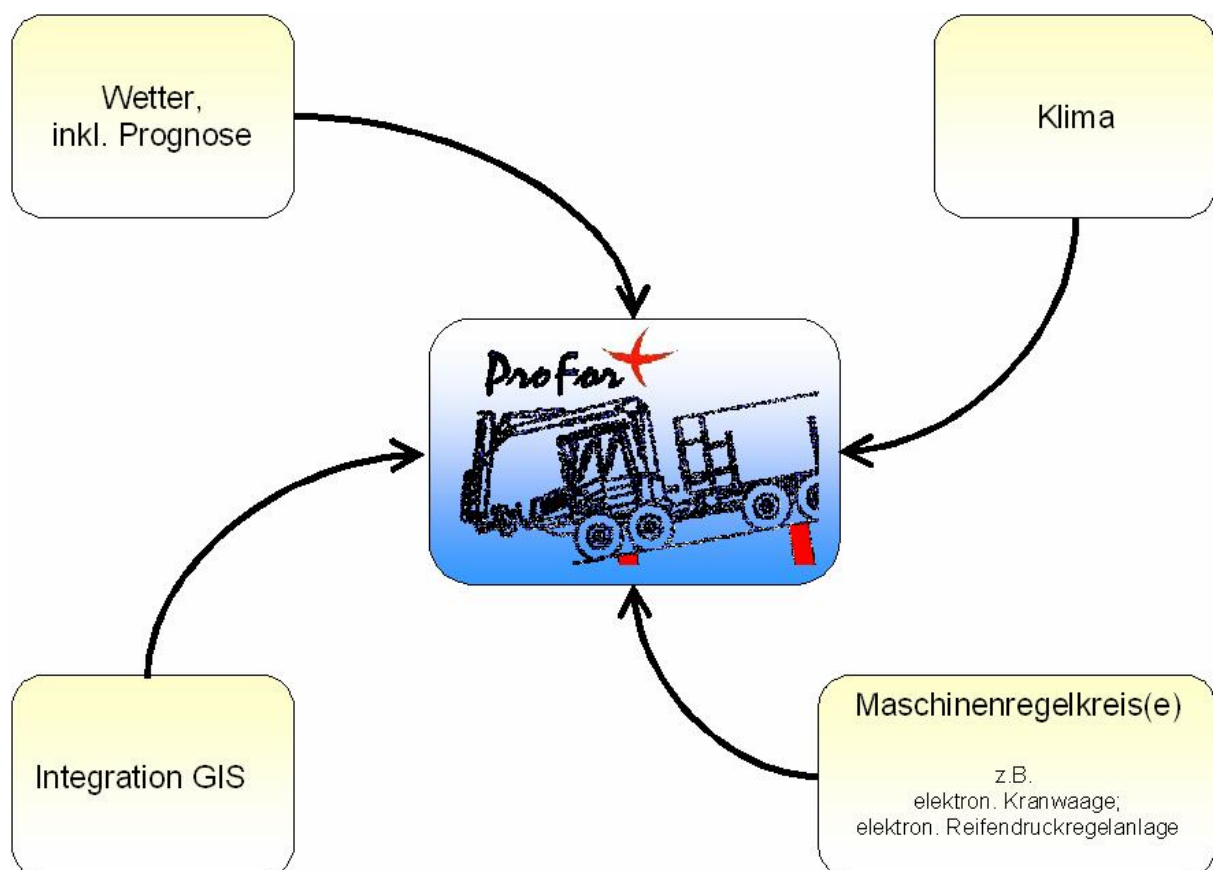 Wetter,
inkl. Prognose
Klima
ProFor
Integration GIS
Maschinenregelkreis(e)
z.B.
elektron. Kranwaage;
elektron. Reifendruckregelanlage